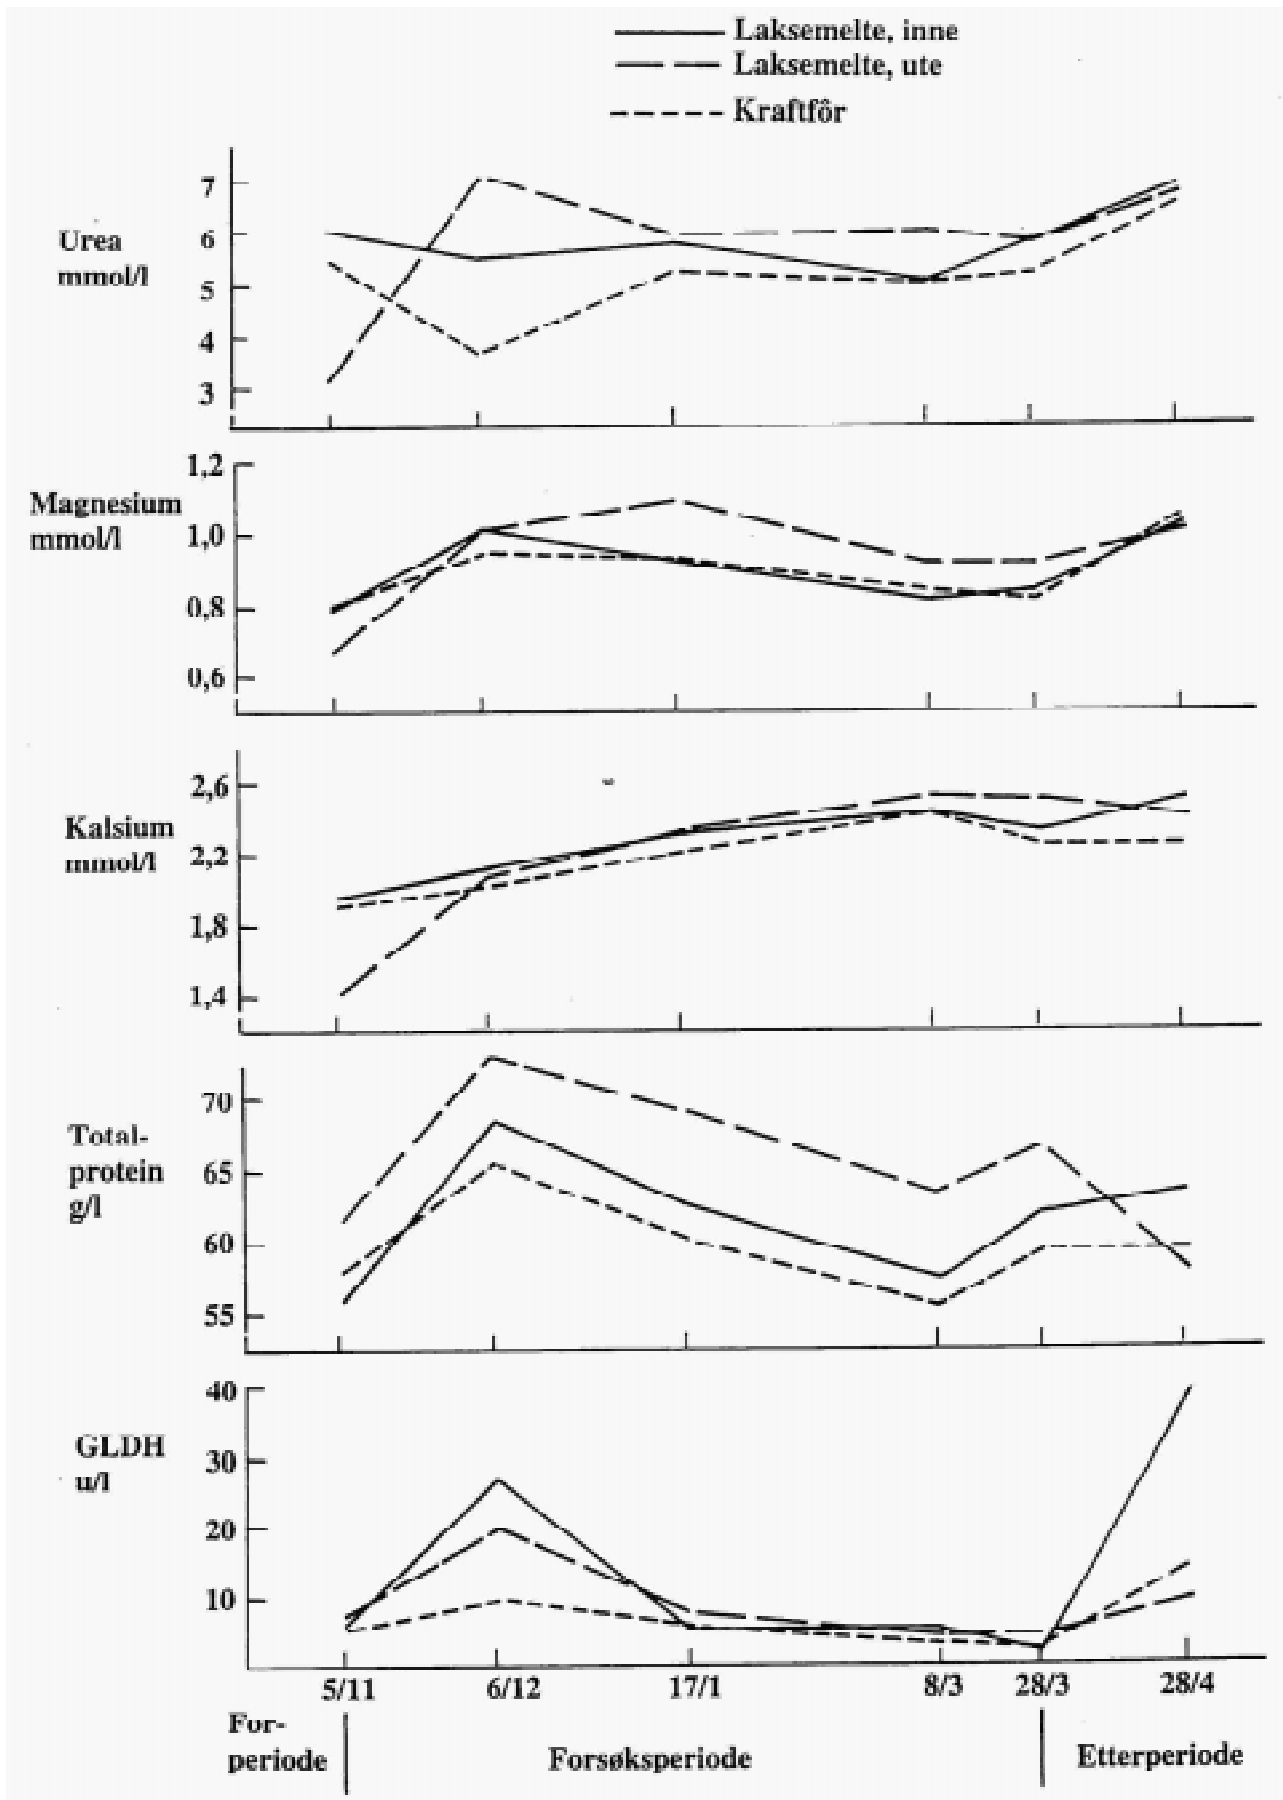 Laksemelte, inne
Laksemelte, ute
Kraftfôr
7
6
5
4
3
Urea
mmol/l
1,2
1,0
0,8
0,6
Magnesium
mmol/l
2,6
2,2
1,8
1,4
Kalsium
mmol/l
70
65
60
55
Total-
protein
g/l
40
30
20
10
GLDH
u/l
5/11 6/12 17/1 8/3 28/3 28/4
For-
periode Forsøksperiode Etterperiode